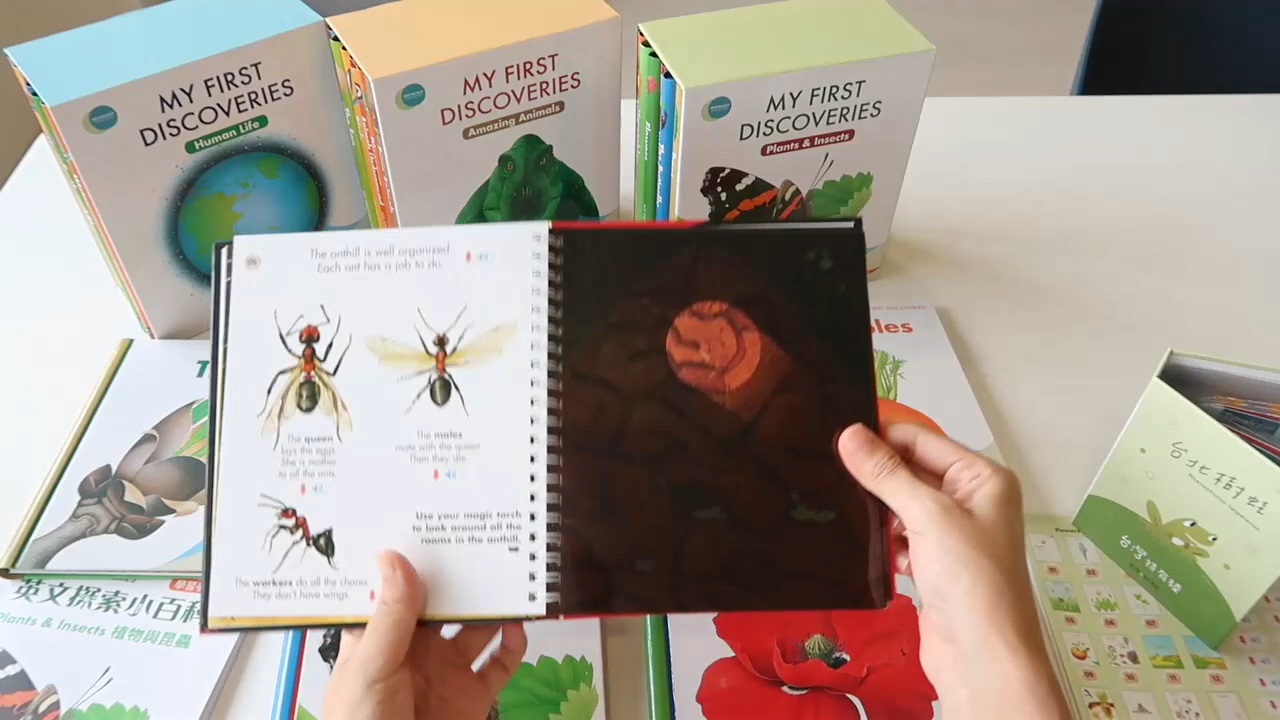 MY FIRST
DISCOVERIES
Human Life
MY FIRST
DISCOVERIES
Amazing Animals
MY FIRST
DISCOVERIES
Plants & Insects
The anthill is well organized.
Each ant has a job to do.
The queen
lays the eggs.
She is mother
to all the ants.
The males
mate with the queen.
Then they die.
Use your magic torch
to look around all the
rooms in the anthill.
The workers do all the chores.
They don't have wings.
英文探索小百科
Plants & Insects 植物與昆蟲
台北樹蛙